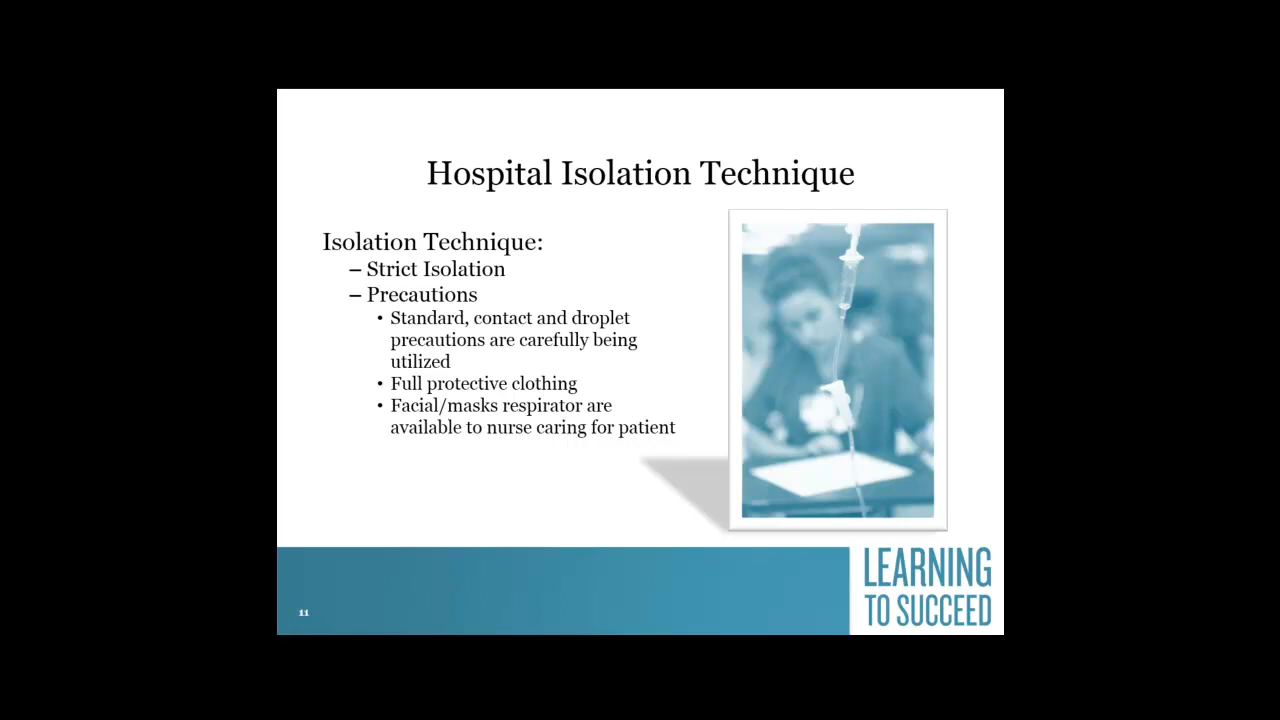 Hospital Isolation Technique
Isolation Technique:
– Strict Isolation
– Precautions
• Standard, contact and droplet
precautions are carefully being
utilized
• Full protective clothing
• Facial/masks respirator are
available to nurse caring for patient
11
LEARNING
TO SUCCEED